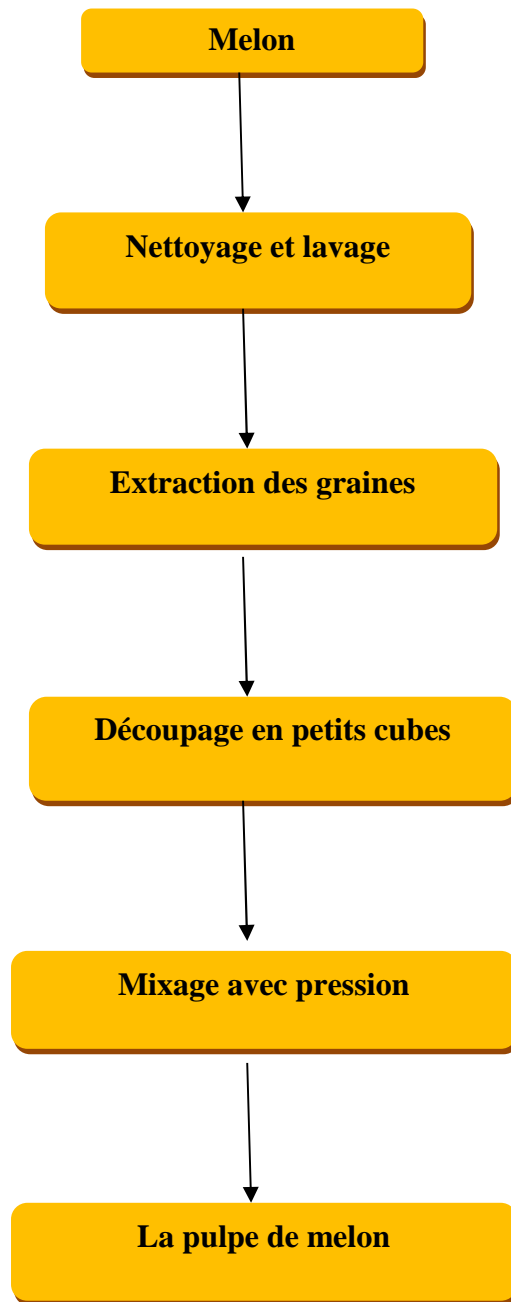 Melon
Nettoyage et lavage
Extraction des graines
Découpage en petits cubes
Mixage avec pression
La pulpe de melon